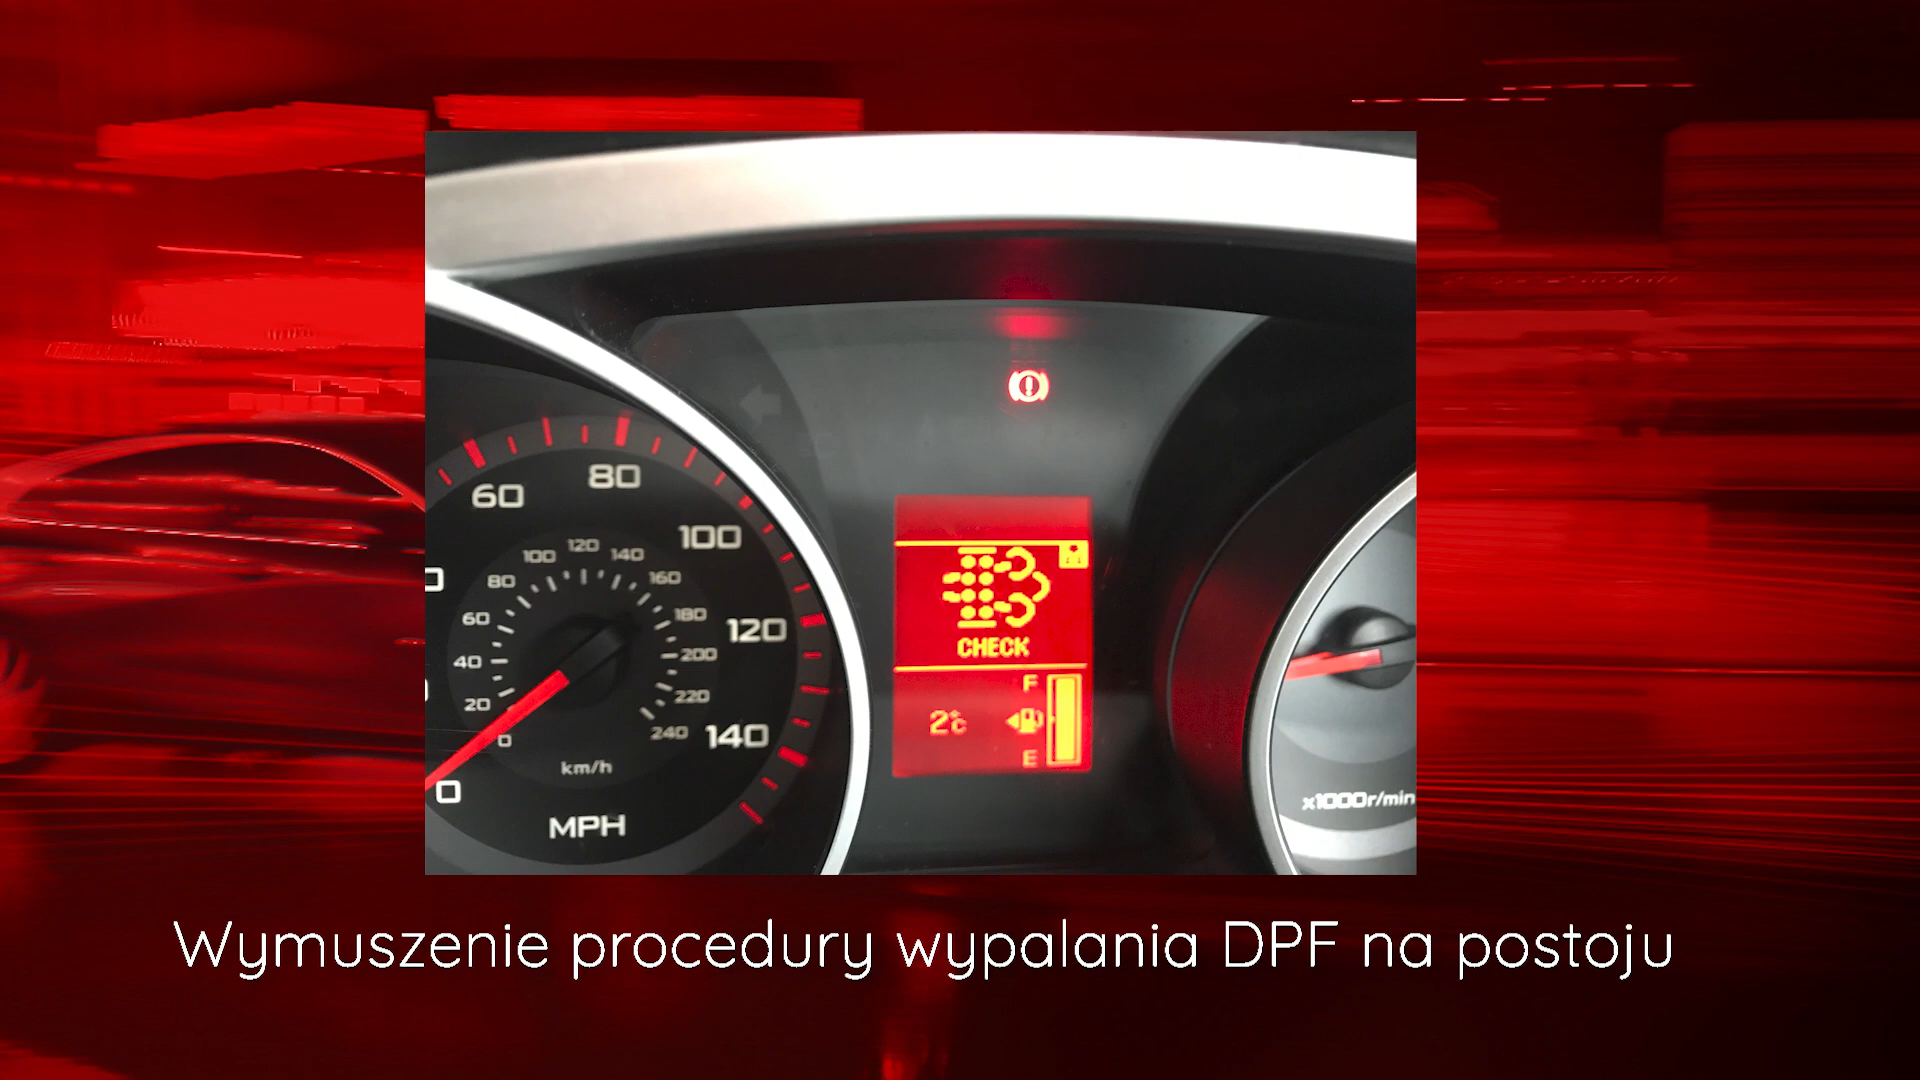 60
80
100
120
140
0
20
40
60
80
100
120
140
160
180
200
220
240
0
km/h
MPH
CHECK
F
2°C
E
x1000r/min
Wymuszenie procedury wypalania DPF na postoju